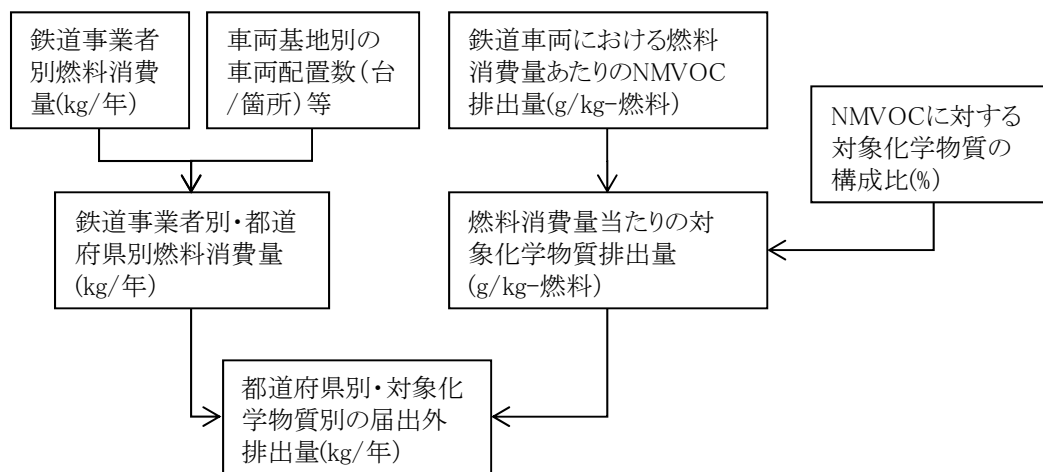 鉄道事業者
別燃料消費
量(kg/年)
車両基地別の
車両配置数(台
/箇所)等
鉄道車両における燃料
消費量あたりのNMVOC
排出量(g/kg-燃料)
NMVOCに対する
対象化学物質の
構成比(%)
鉄道事業者別・都道
府県別燃料消費量
(kg/年)
燃料消費量当たりの対
象化学物質排出量
(g/kg-燃料)
都道府県別・対象化
学物質別の届出外
排出量(kg/年)